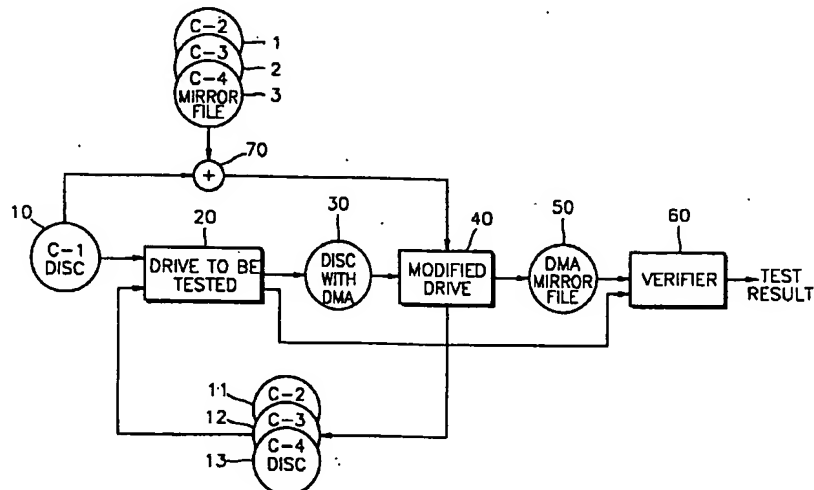 C-2
1
C-3
2
C-4
MIRROR
FILE
3
70
+
10
C-1
DISC
20
DRIVE TO BE
TESTED
30
DISC
WITH
DMA
40
MODIFIED
DRIVE
50
DMA
MIRROR
FILE
60
VERIFIER
TEST
RESULT
11
C-2
12
C-3
13
C-4
DISC